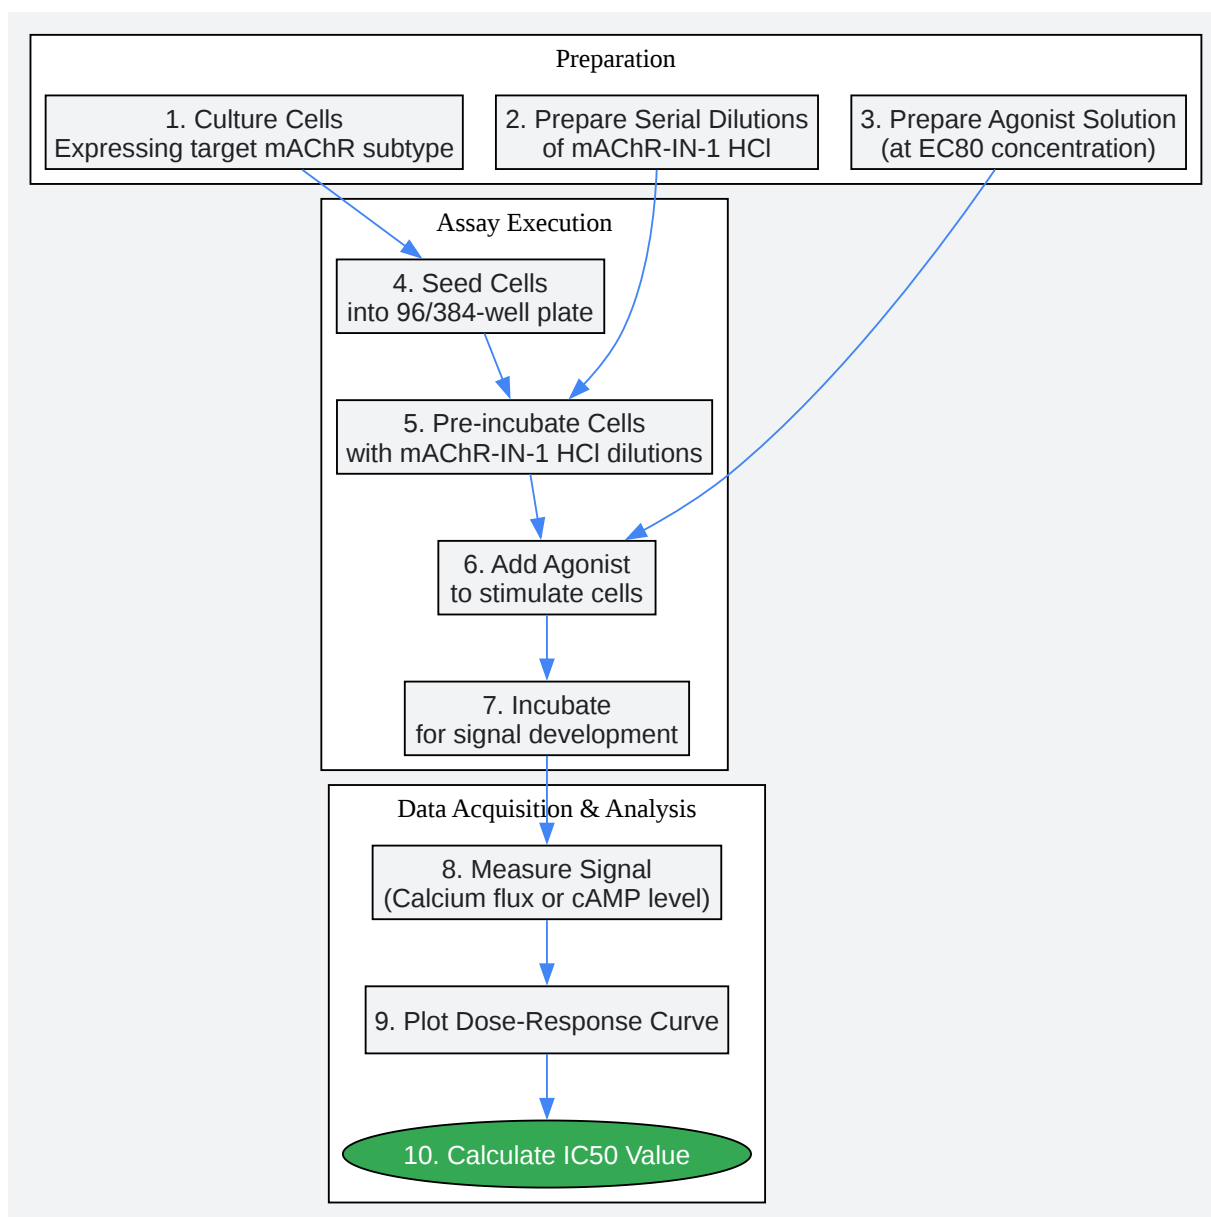 Preparation
1. Culture Cells
Expressing target mAChR subtype
2. Prepare Serial Dilutions
of mAChR-IN-1 HCl
3. Prepare Agonist Solution
(at EC80 concentration)
Assay Execution
4. Seed Cells
into 96/384-well plate
5. Pre-incubate Cells
with mAChR-IN-1 HCl dilutions
6. Add Agonist
to stimulate cells
7. Incubate
for signal development
Data Acquisition & Analysis
8. Measure Signal
(Calcium flux or cAMP level)
9. Plot Dose-Response Curve
10. Calculate IC50 Value